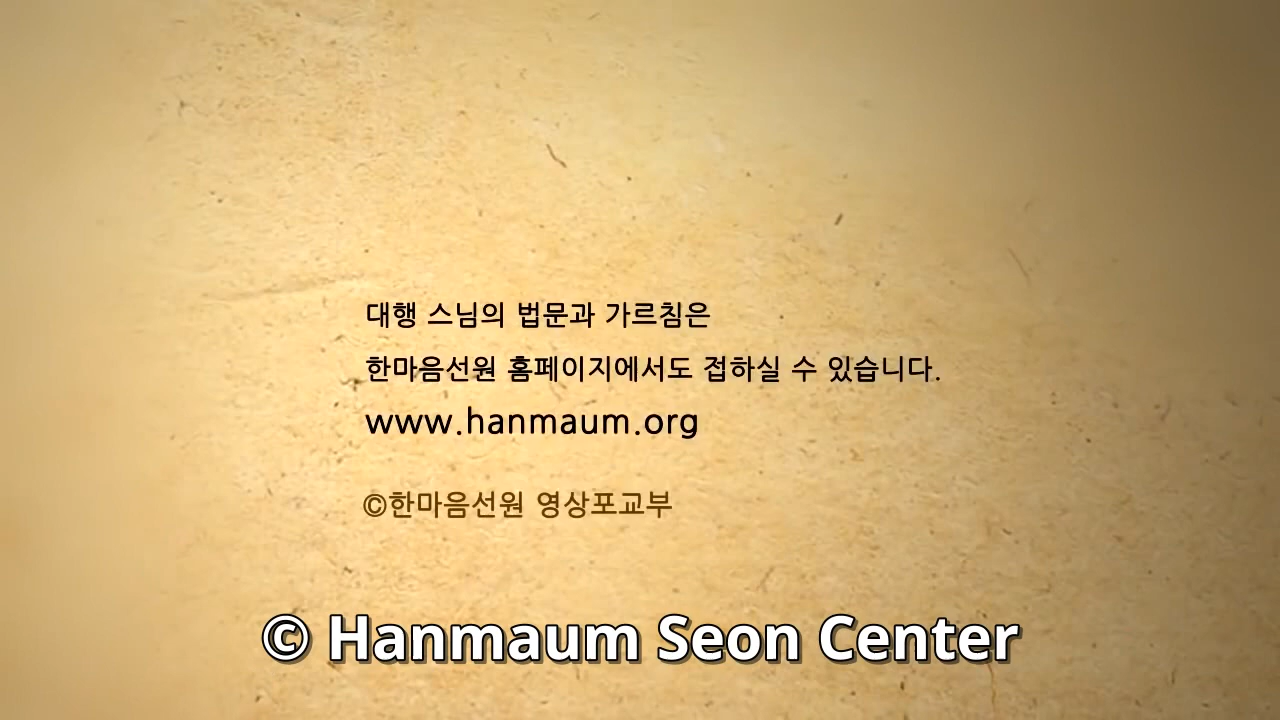 대행 스님의 법문과 가르침은
한마음선원 홈페이지에서도 접하실 수 있습니다.
www.hanmaum.org
©한마음선원 영상포교부
© Hanmaum Seon Center